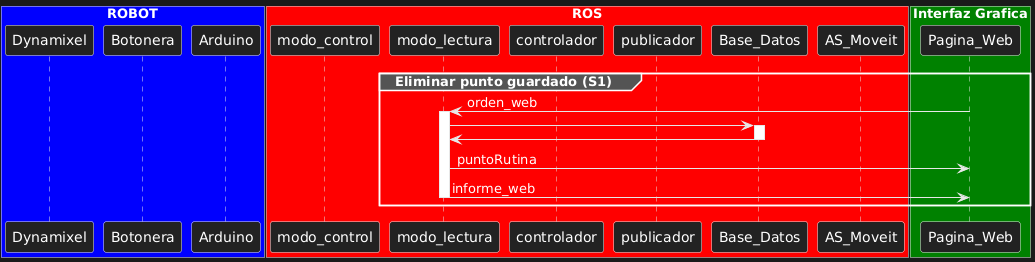 ROBOT
ROS
Interfaz Grafica
Dynamixel
Botonera
Arduino
modo_control
modo_lectura
controlador
publicador
Base_Datos
AS_Moveit
Pagina_Web
Eliminar punto guardado (S1)
orden_web
puntoRutina
informe_web
Dynamixel
Botonera
Arduino
modo_control
modo_lectura
controlador
publicador
Base_Datos
AS_Moveit
Pagina_Web